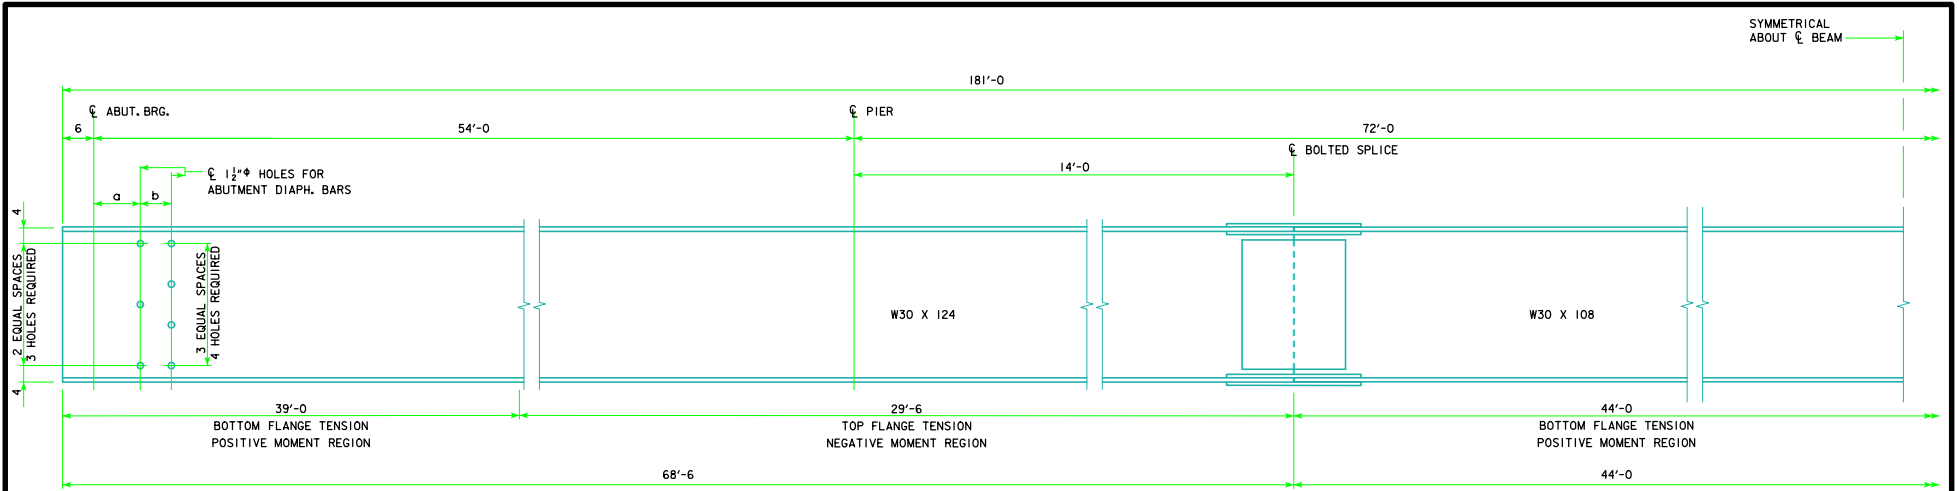 SYMMETRICAL
ABOUT ℄ BEAM
181'-0
℄ ABUT. BRG.
℄ PIER
6
54'-0
72'-0
℄ BOLTED SPLICE
14'-0
℄ 1½"Φ HOLES FOR
ABUTMENT DIAPH. BARS
a
b
4
2 EQUAL SPACES
3 HOLES REQUIRED
3 EQUAL SPACES
4 HOLES REQUIRED
4
W30 X 124
W30 X 108
39'-0
BOTTOM FLANGE TENSION
POSITIVE MOMENT REGION
29'-6
TOP FLANGE TENSION
NEGATIVE MOMENT REGION
44'-0
BOTTOM FLANGE TENSION
POSITIVE MOMENT REGION
68'-6
44'-0